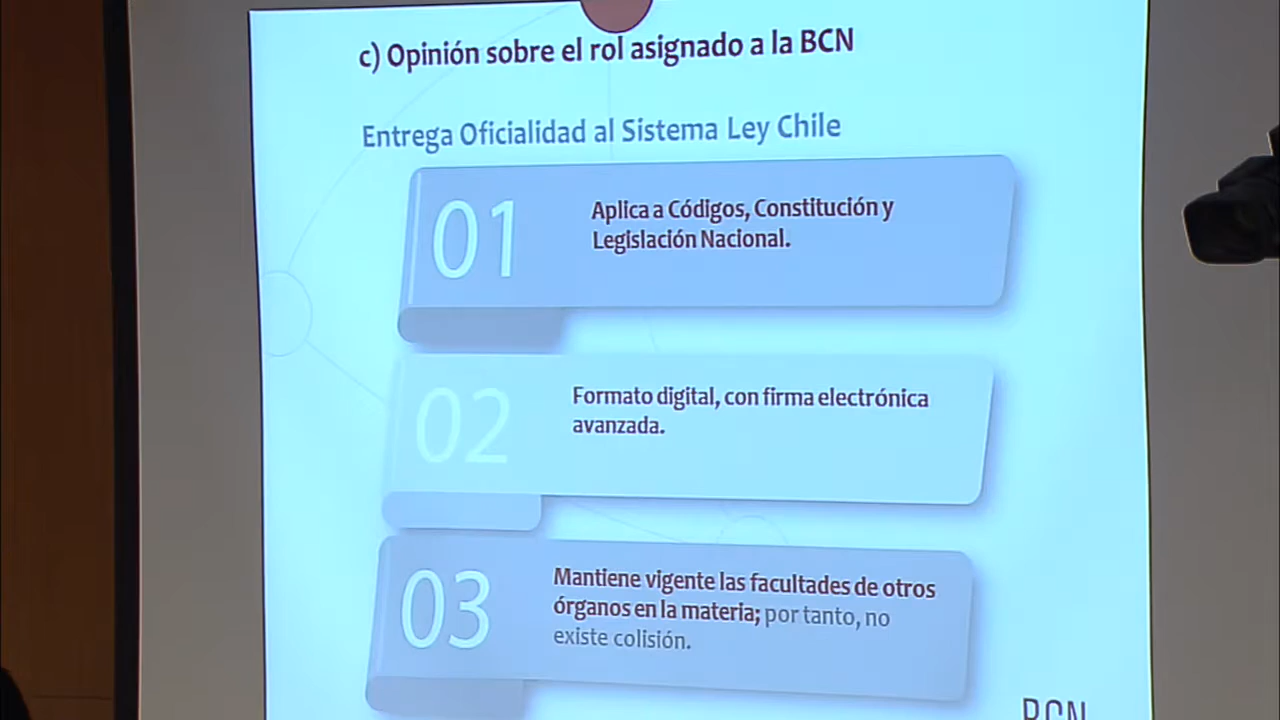 c) Opinión sobre el rol asignado a la BCN
Entrega Oficialidad al Sistema Ley Chile
01
Aplica a Códigos, Constitución y
Legislación Nacional.
02
Formato digital, con firma electrónica
avanzada.
03
Mantiene vigente las facultades de otros
órganos en la materia; por tanto, no
existe colisión.
BCN